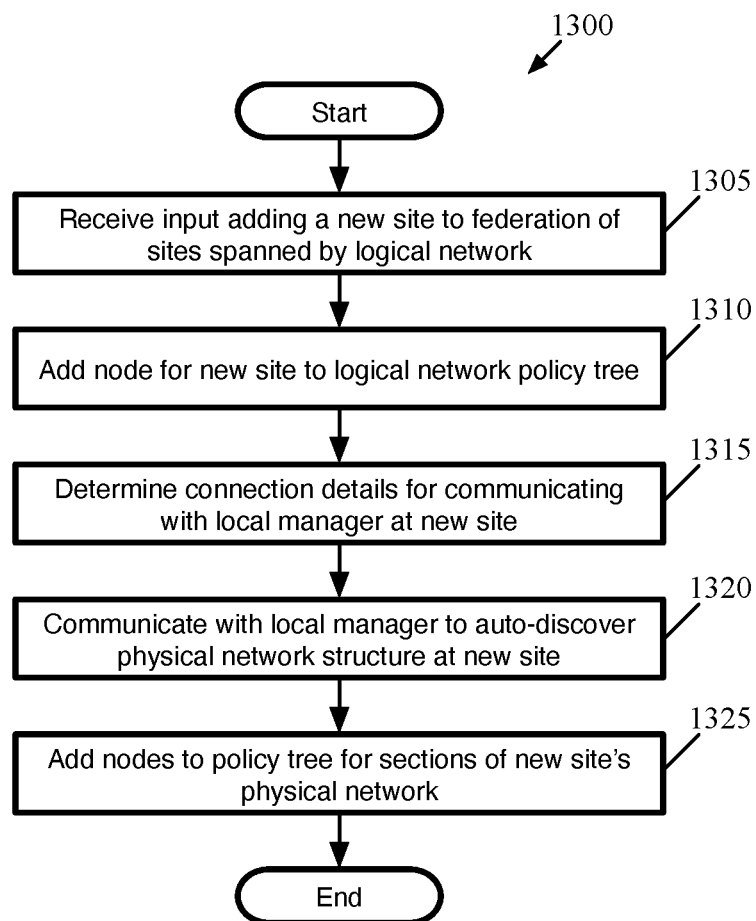 1300
Start
1305
Receive input adding a new site to federation of
sites spanned by logical network
1310
Add node for new site to logical network policy tree
1315
Determine connection details for communicating
with local manager at new site
1320
Communicate with local manager to auto-discover
physical network structure at new site
1325
Add nodes to policy tree for sections of new site's
physical network
End